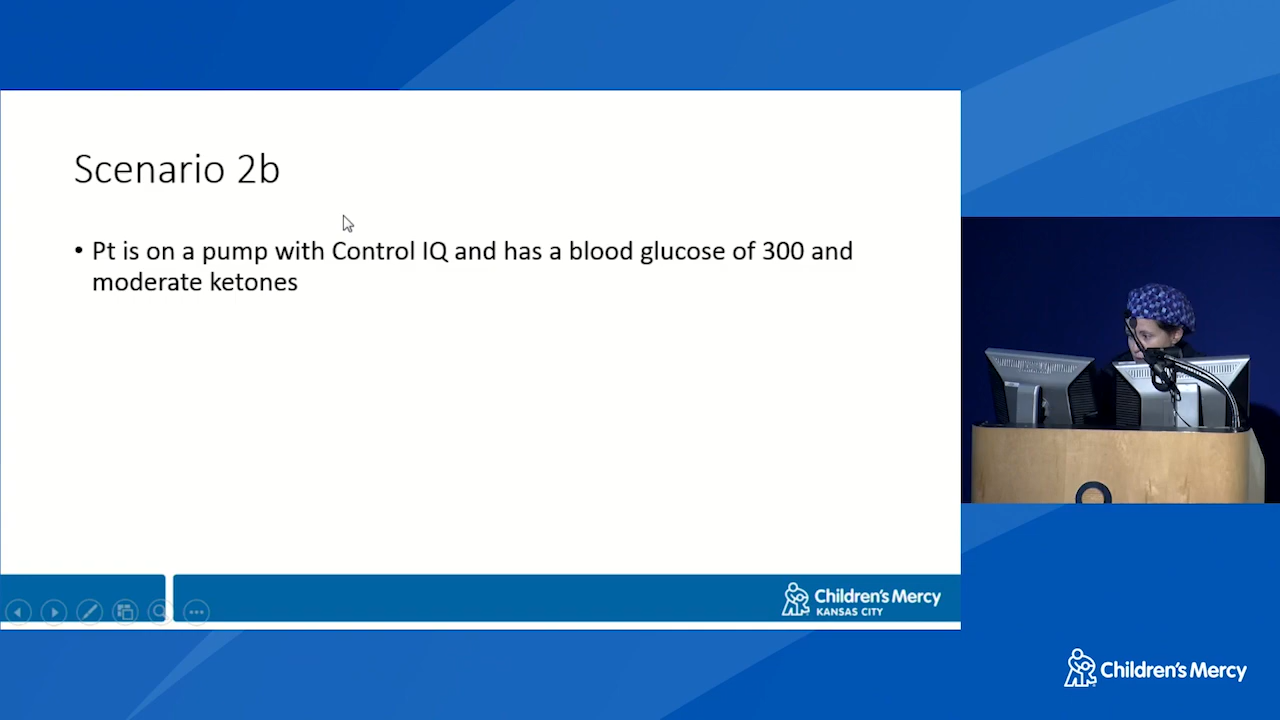 Scenario 2b
• Pt is on a pump with Control IQ and has a blood glucose of 300 and
moderate ketones
Children's Mercy
KANSAS CITY
Children's Mercy